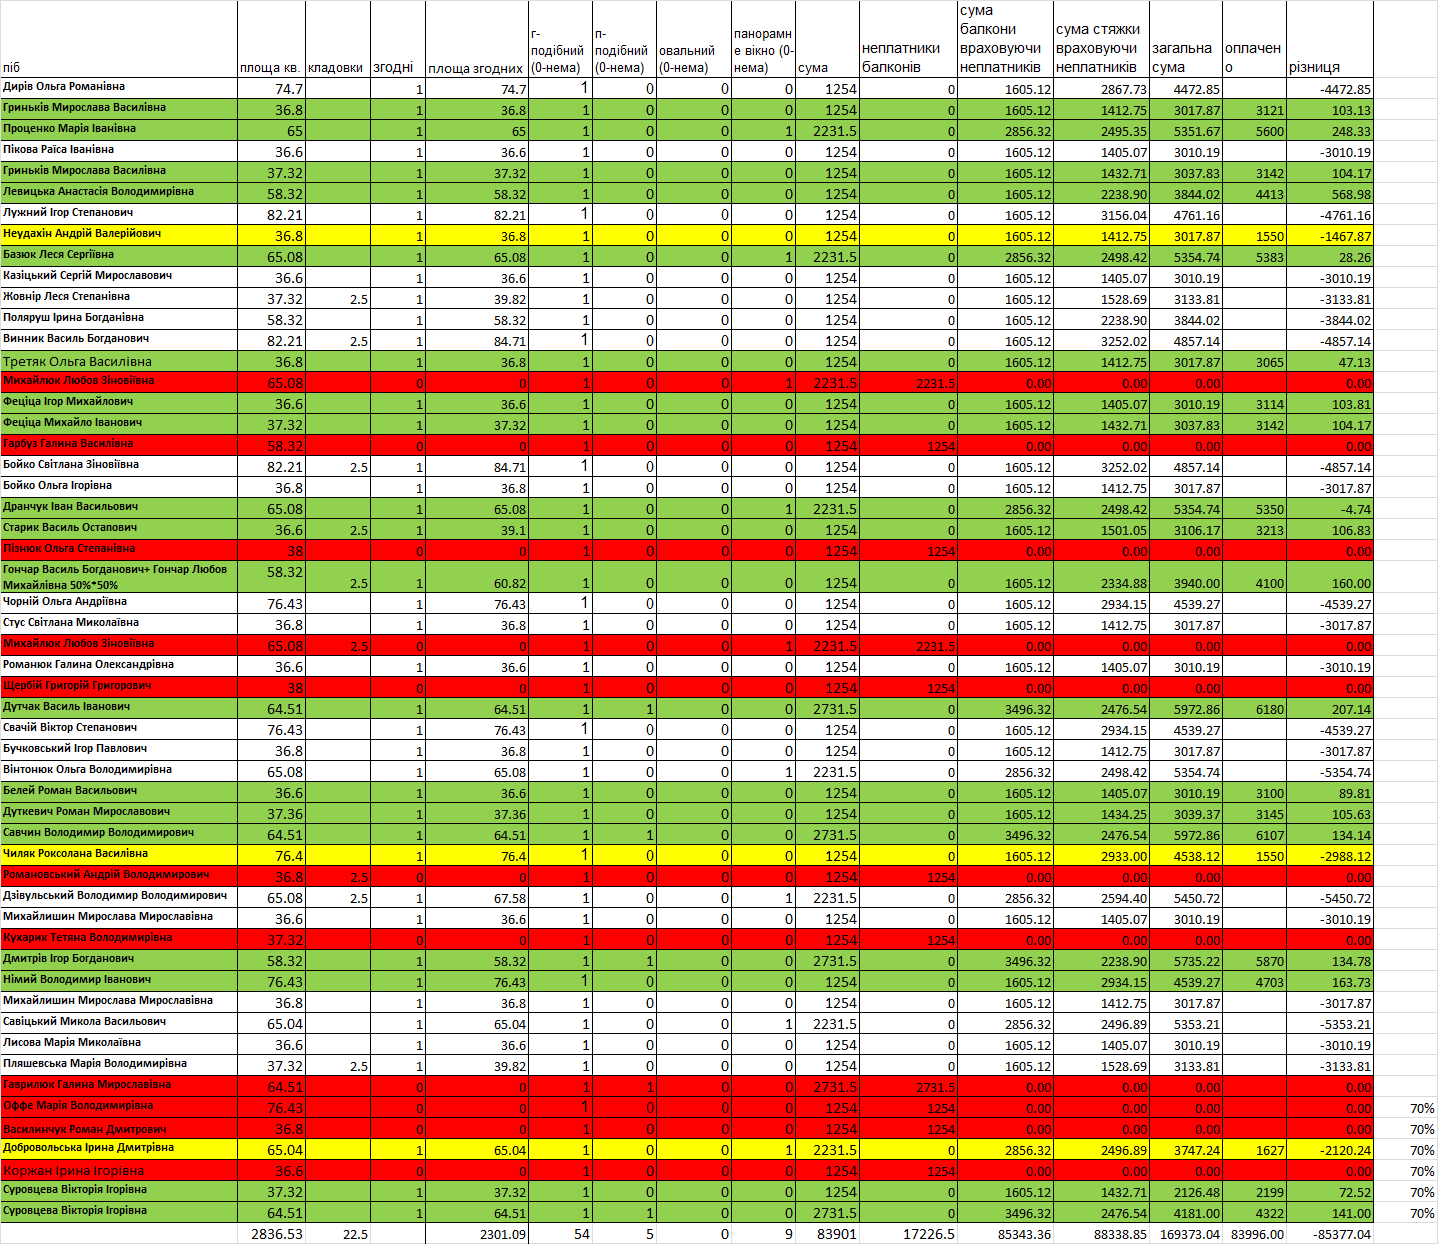 піб	площа кв.	кладовки	згодні	площа згодних	г-подібний (0-нема)	п-подібний (0-нема)	овальний (0-нема)	панорамне вікно (0-нема)	сума	неплатники балконів	сума балкони враховуючи неплатників	сума стяжки враховуючи неплатників	загальна сума	оплачено	різниця
Дирів Ольга Романівна	74.7		1	74.7	1	0	0	0	1254	0	1605.12	2867.73	4472.85		-4472.85
Гриньків Мирослава Василівна	36.8		1	36.8	1	0	0	0	1254	0	1605.12	1412.75	3017.87	3121	103.13
Проценко Марія Іванівна	65		1	65	1	0	0	1	2231.5	0	2856.32	2495.35	5351.67	5600	248.33
Пікова Раїса Іванівна	36.6		1	36.6	1	0	0	0	1254	0	1605.12	1405.07	3010.19		-3010.19
Гриньків Мирослава Василівна	37.32		1	37.32	1	0	0	0	1254	0	1605.12	1432.71	3037.83	3142	104.17
Левицька Анастасія Володимирівна	58.32		1	58.32	1	0	0	0	1254	0	1605.12	2238.90	3844.02	4413	568.98
Лужний Ігор Степанович	82.21		1	82.21	1	0	0	0	1254	0	1605.12	3156.04	4761.16		-4761.16
Неудахін Андрій Валерійович	36.8		1	36.8	1	0	0	0	1254	0	1605.12	1412.75	3017.87	1550	-1467.87
Базюк Леся Сергіївна	65.08		1	65.08	1	0	0	1	2231.5	0	2856.32	2498.42	5354.74	5383	28.26
Казіцький Сергій Мирославович	36.6		1	36.6	1	0	0	0	1254	0	1605.12	1405.07	3010.19		-3010.19
Жовнір Леся Степанівна	37.32	2.5	1	39.82	1	0	0	0	1254	0	1605.12	1528.69	3133.81		-3133.81
Поляруш Ірина Богданівна	58.32		1	58.32	1	0	0	0	1254	0	1605.12	2238.90	3844.02		-3844.02
Винник Василь Богданович	82.21	2.5	1	84.71	1	0	0	0	1254	0	1605.12	3252.02	4857.14		-4857.14
Третяк Ольга Василівна	36.8		1	36.8	1	0	0	0	1254	0	1605.12	1412.75	3017.87	3065	47.13
Михайлюк Любов Зіновіївна	65.08		0	0	1	0	0	1	2231.5	2231.5	0.00	0.00	0.00		0.00
Феціца Ігор Михайлович	36.6		1	36.6	1	0	0	0	1254	0	1605.12	1405.07	3010.19	3114	103.81
Феціца Михайло Іванович	37.32		1	37.32	1	0	0	0	1254	0	1605.12	1432.71	3037.83	3142	104.17
Гарбуз Галина Василівна	58.32		0	0	1	0	0	0	1254	1254	0.00	0.00	0.00		0.00
Бойко Світлана Зіновіївна	82.21	2.5	1	84.71	1	0	0	0	1254	0	1605.12	3252.02	4857.14		-4857.14
Бойко Ольга Ігорівна	36.8		1	36.8	1	0	0	0	1254	0	1605.12	1412.75	3017.87		-3017.87
Дранчук Іван Васильович	65.08		1	65.08	1	0	0	1	2231.5	0	2856.32	2498.42	5354.74	5350	-4.74
Старик Василь Остапович	36.6	2.5	1	39.1	1	0	0	0	1254	0	1605.12	1501.05	3106.17	3213	106.83
Пізнюк Ольга Степанівна	38		0	0	1	0	0	0	1254	1254	0.00	0.00	0.00		0.00
Гончар Василь Богданович+ Гончар Любов
Михайлівна 50%*50%	58.32	2.5	1	60.82	1	0	0	0	1254	0	1605.12	2334.88	3940.00	4100	160.00
Чорній Ольга Андріївна	76.43		1	76.43	1	0	0	0	1254	0	1605.12	2934.15	4539.27		-4539.27
Стус Світлана Миколаївна	36.8		1	36.8	1	0	0	0	1254	0	1605.12	1412.75	3017.87		-3017.87
Михайлюк Любов Зіновіївна	65.08	2.5	0	0	1	0	0	1	2231.5	2231.5	0.00	0.00	0.00		0.00
Романюк Галина Олександрівна	36.6		1	36.6	1	0	0	0	1254	0	1605.12	1405.07	3010.19		-3010.19
Щербій Григорій Григорович	38		0	0	1	0	0	0	1254	1254	0.00	0.00	0.00		0.00
Дутчак Василь Іванович	64.51		1	64.51	1	1	0	0	2731.5	0	3496.32	2476.54	5972.86	6180	207.14
Свачій Віктор Степанович	76.43		1	76.43	1	0	0	0	1254	0	1605.12	2934.15	4539.27		-4539.27
Бучковський Ігор Павлович	36.8		1	36.8	1	0	0	0	1254	0	1605.12	1412.75	3017.87		-3017.87
Вінтонюк Ольга Володимирівна	65.08		1	65.08	1	0	0	1	2231.5	0	2856.32	2498.42	5354.74		-5354.74
Белей Роман Васильович	36.6		1	36.6	1	0	0	0	1254	0	1605.12	1405.07	3010.19	3100	89.81
Дуткевич Роман Мирославович	37.36		1	37.36	1	0	0	0	1254	0	1605.12	1434.25	3039.37	3145	105.63
Савчин Володимир Володимирович	64.51		1	64.51	1	1	0	0	2731.5	0	3496.32	2476.54	5972.86	6107	134.14
Чиляк Роксолана Василівна	76.4		1	76.4	1	0	0	0	1254	0	1605.12	2933.00	4538.12	1550	-2988.12
Романовський Андрій Володимирович	36.8	2.5	0	0	1	0	0	0	1254	1254	0.00	0.00	0.00		0.00
Дзівульський Володимир Володимирович	65.08	2.5	1	67.58	1	0	0	1	2231.5	0	2856.32	2594.40	5450.72		-5450.72
Михайлишин Мирослава Мирославівна	36.6		1	36.6	1	0	0	0	1254	0	1605.12	1405.07	3010.19		-3010.19
Кухарик Тетяна Володимирівна	37.32		0	0	1	0	0	0	1254	1254	0.00	0.00	0.00		0.00
Дмитрів Ігор Богданович	58.32		1	58.32	1	1	0	0	2731.5	0	3496.32	2238.90	5735.22	5870	134.78
Німий Володимир Іванович	76.43		1	76.43	1	0	0	0	1254	0	1605.12	2934.15	4539.27	4703	163.73
Михайлишин Мирослава Мирославівна	36.8		1	36.8	1	0	0	0	1254	0	1605.12	1412.75	3017.87		-3017.87
Савіцький Микола Васильович	65.04		1	65.04	1	0	0	1	2231.5	0	2856.32	2496.89	5353.21		-5353.21
Лисова Марія Миколаївна	36.6		1	36.6	1	0	0	0	1254	0	1605.12	1405.07	3010.19		-3010.19
Пляшевська Марія Володимирівна	37.32	2.5	1	39.82	1	0	0	0	1254	0	1605.12	1528.69	3133.81		-3133.81
Гаврилюк Галина Мирославівна	64.51		0	0	1	1	0	0	2731.5	2731.5	0.00	0.00	0.00		0.00
Оффе Марія Володимирівна	76.43		0	0	1	0	0	0	1254	1254	0.00	0.00	0.00		0.00	70%
Василинчук Роман Дмитрович	36.8		0	0	1	0	0	0	1254	1254	0.00	0.00	0.00		0.00	70%
Добровольська Ірина Дмитрівна	65.04		1	65.04	1	0	0	1	2231.5	0	2856.32	2496.89	3747.24	1627	-2120.24	70%
Коржан Ірина Ігорівна	36.6		0	0	1	0	0	0	1254	1254	0.00	0.00	0.00		0.00	70%
Суровцева Вікторія Ігорівна	37.32		1	37.32	1	0	0	0	1254	0	1605.12	1432.71	2126.48	2199	72.52	70%
Суровцева Вікторія Ігорівна	64.51		1	64.51	1	1	0	0	2731.5	0	3496.32	2476.54	4181.00	4322	141.00	70%
2836.53	22.5		2301.09	54	5	0	9	83901	17226.5	85343.36	88338.85	169373.04	83996.00	-85377.04